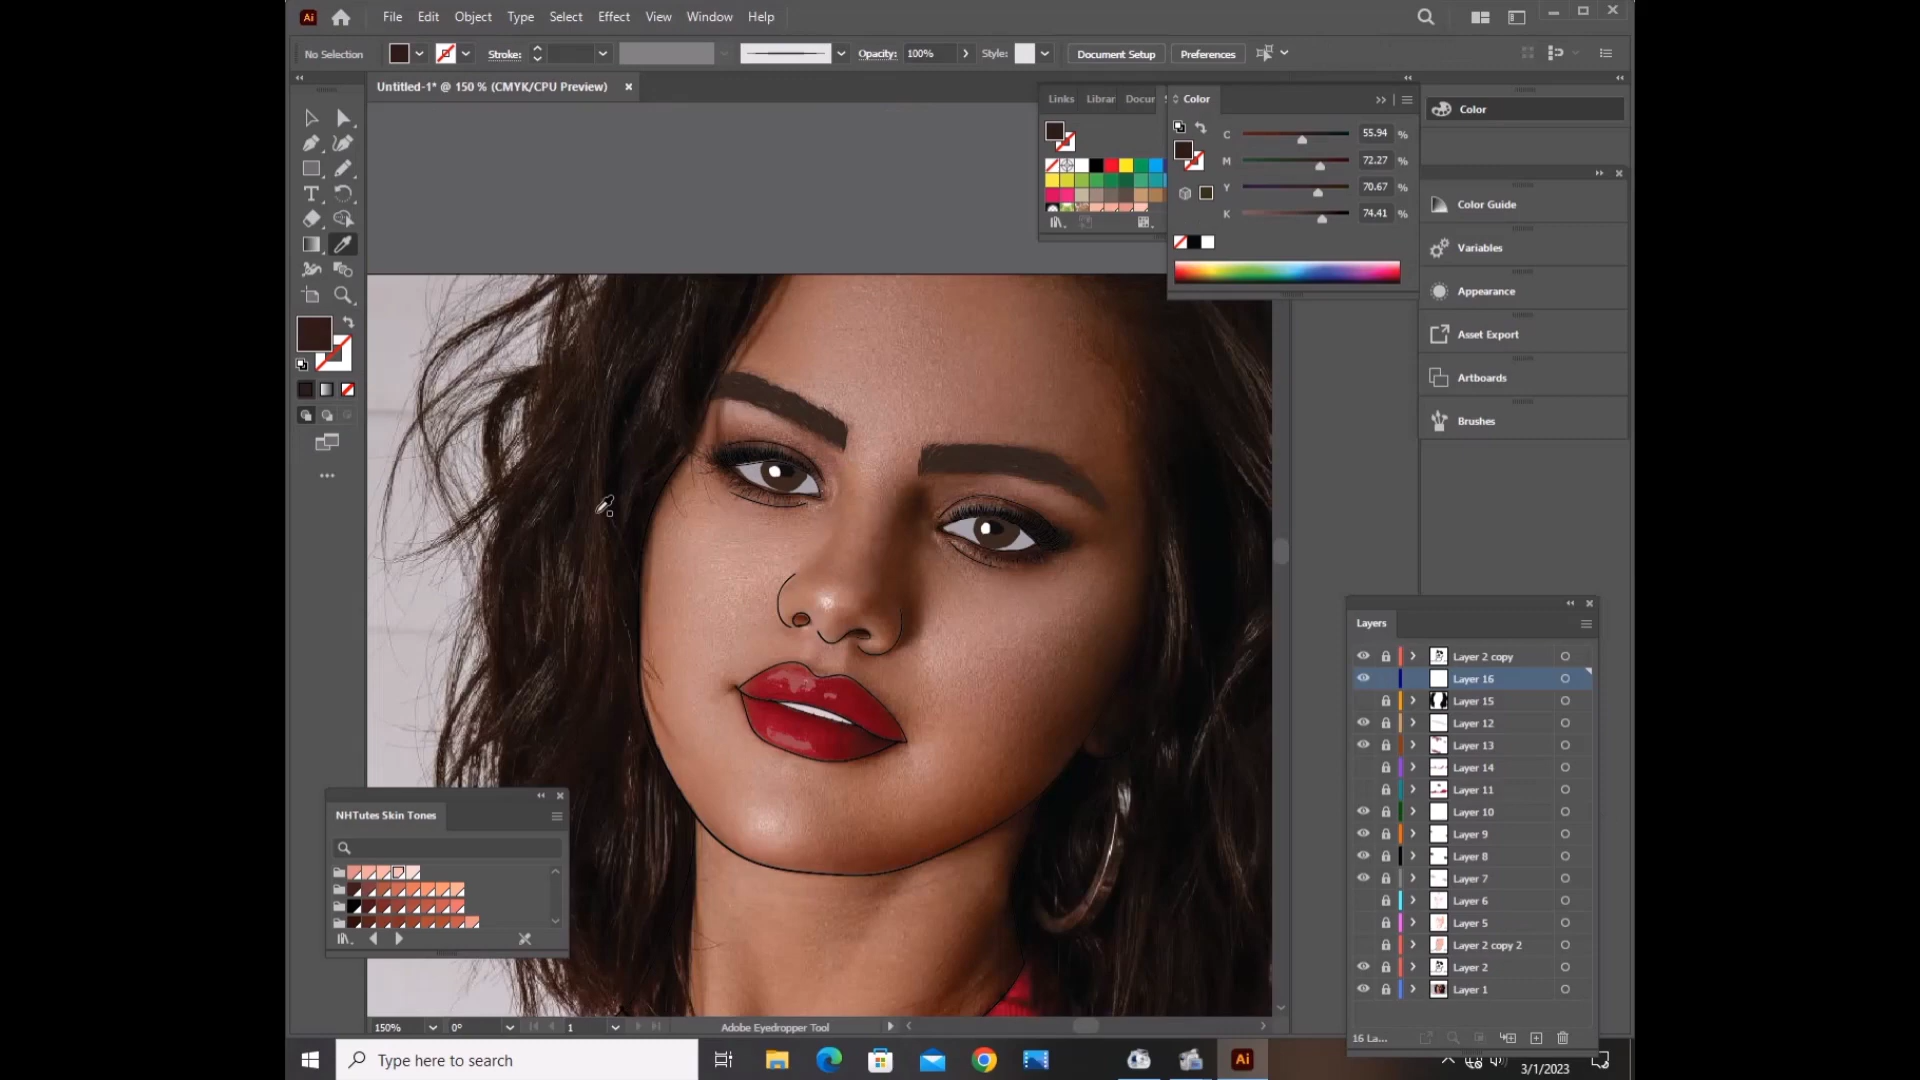 Ai File Edit Object Type Select Effect View Window Help
No Selection Stroke: Opacity: 100% Style: Document Setup Preferences
Untitled-1* @ 150 % (CMYK/CPU Preview)
Links Librar Docur
Color
C 55.94 %
M 72.27 %
Y 70.67 %
K 74.41 %
Color
Color Guide
Variables
Appearance
Asset Export
Artboards
Brushes
Layers
Layer 2 copy
Layer 16
Layer 15
Layer 12
Layer 13
Layer 14
Layer 11
Layer 10
Layer 9
Layer 8
Layer 7
Layer 6
Layer 5
Layer 2 copy 2
Layer 2
Layer 1
16 La...
NHTutes Skin Tones
150% 0° 1 Adobe Eyedropper Tool
Type here to search
Ai
3/1/2023